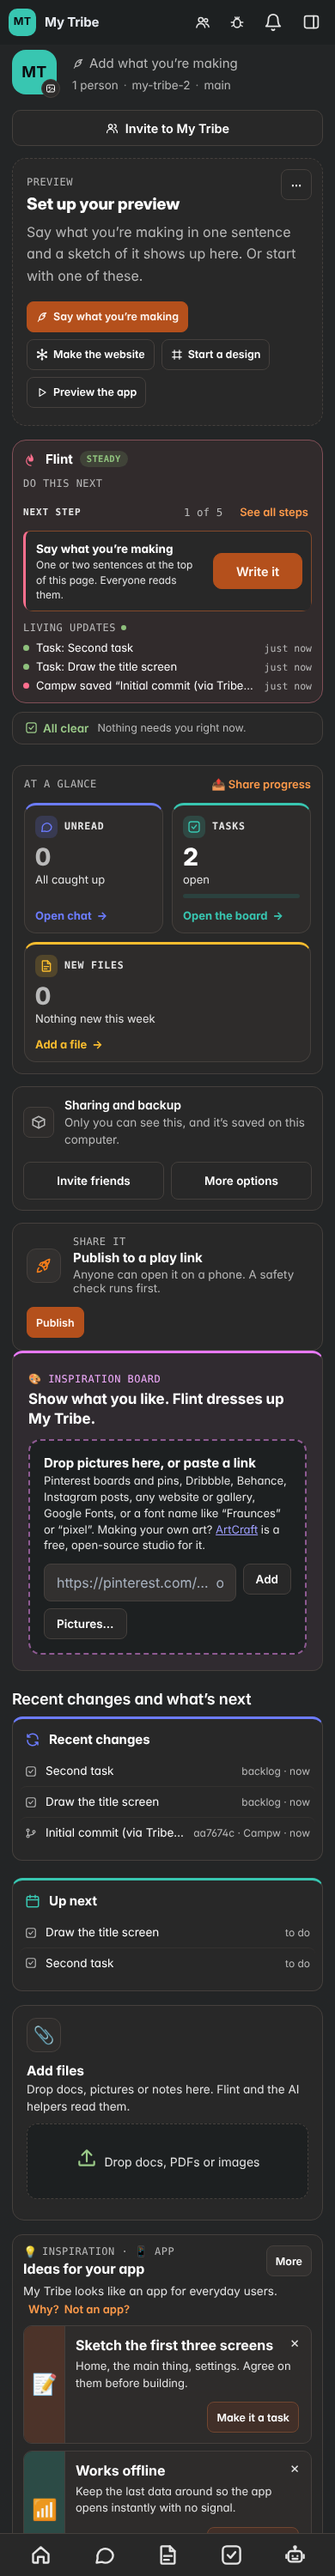 MT My Tribe
MT
Add what you're making
1 person · my-tribe-2 · main
Invite to My Tribe
PREVIEW
Set up your preview
Say what you're making in one sentence
and a sketch of it shows up here. Or start
with one of these.
Say what you're making
Make the website
Start a design
Preview the app
Flint STEADY
DO THIS NEXT
NEXT STEP 1 of 5 See all steps
Say what you're making
One or two sentences at the top
of this page. Everyone reads
them.
Write it
LIVING UPDATES
Task: Second task just now
Task: Draw the title screen just now
Campw saved “Initial commit (via Tribe... just now
All clear Nothing needs you right now.
AT A GLANCE
Share progress
UNREAD
0
All caught up
Open chat →
TASKS
2
open
Open the board →
NEW FILES
0
Nothing new this week
Add a file →
Sharing and backup
Only you can see this, and it's saved on this
computer.
Invite friends
More options
SHARE IT
Publish to a play link
Anyone can open it on a phone. A safety
check runs first.
Publish
INSPIRATION BOARD
Show what you like. Flint dresses up
My Tribe.
Drop pictures here, or paste a link
Pinterest boards and pins, Dribbble, Behance,
Instagram posts, any website or gallery,
Google Fonts, or a font name like “Fraunces”
or “pixel”. Making your own art? ArtCraft is a
free, open-source studio for it.
https://pinterest.com/... o
Add
Pictures...
Recent changes and what's next
Recent changes
Second task backlog · now
Draw the title screen backlog · now
Initial commit (via Tribe... aa7674c · Campw · now
Up next
Draw the title screen to do
Second task to do
Add files
Drop docs, pictures or notes here. Flint and the AI
helpers read them.
Drop docs, PDFs or images
INSPIRATION · APP
Ideas for your app
More
My Tribe looks like an app for everyday users.
Why? Not an app?
Sketch the first three screens ×
Home, the main thing, settings. Agree on
them before building.
Make it a task
Works offline ×
Keep the last data around so the app
opens instantly with no signal.